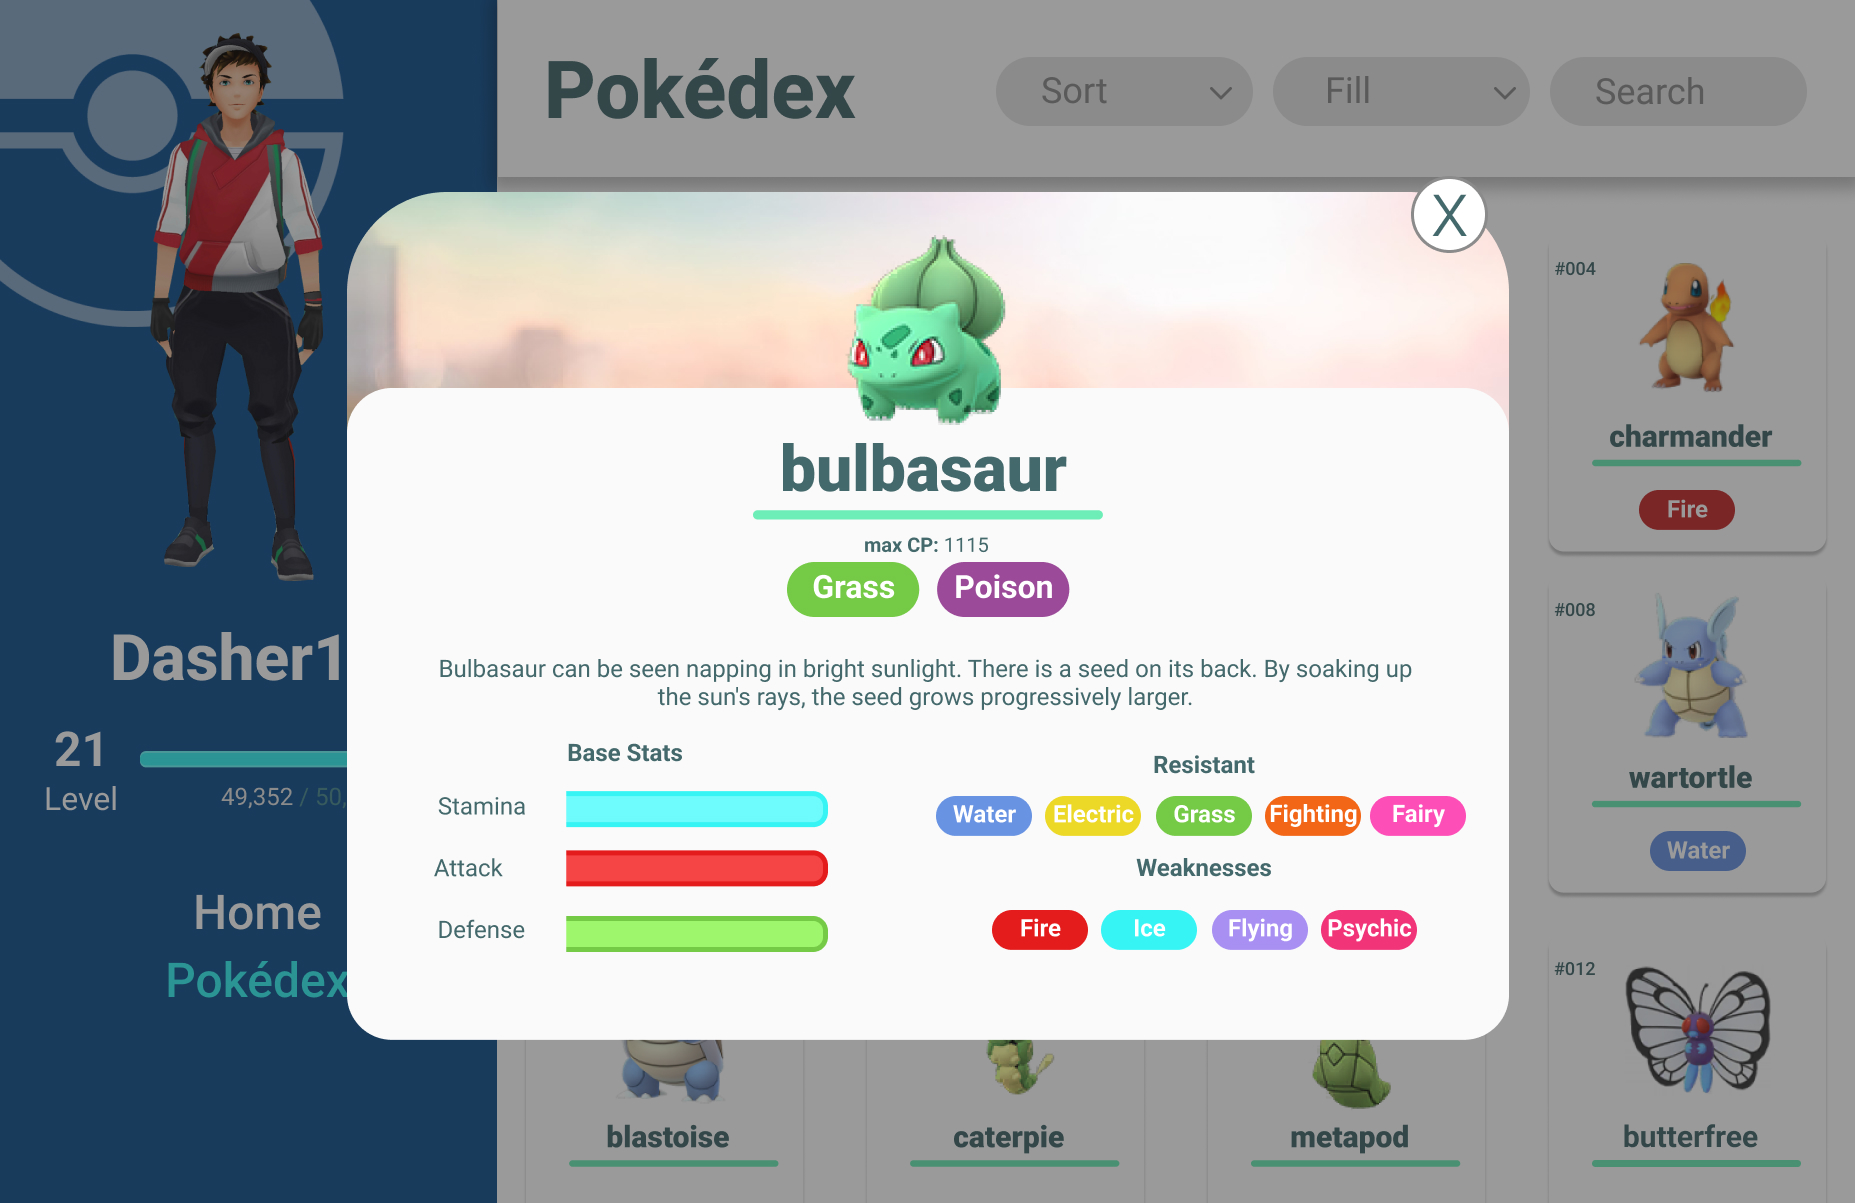 Pokédex
Sort
Fill
Search
X
#004
charmander
Fire
bulbasaur
max CP: 1115
Grass Poison
Bulbasaur can be seen napping in bright sunlight. There is a seed on its back. By soaking up
the sun's rays, the seed grows progressively larger.
Base Stats
Stamina
Attack
Defense
Resistant
Water Electric Grass Fighting Fairy
Weaknesses
Fire Ice Flying Psychic
#008
wartortle
Water
Dasher1
21
Level
49,352 / 50,
Home
Pokédex
#012
blastoise
caterpie
metapod
butterfree